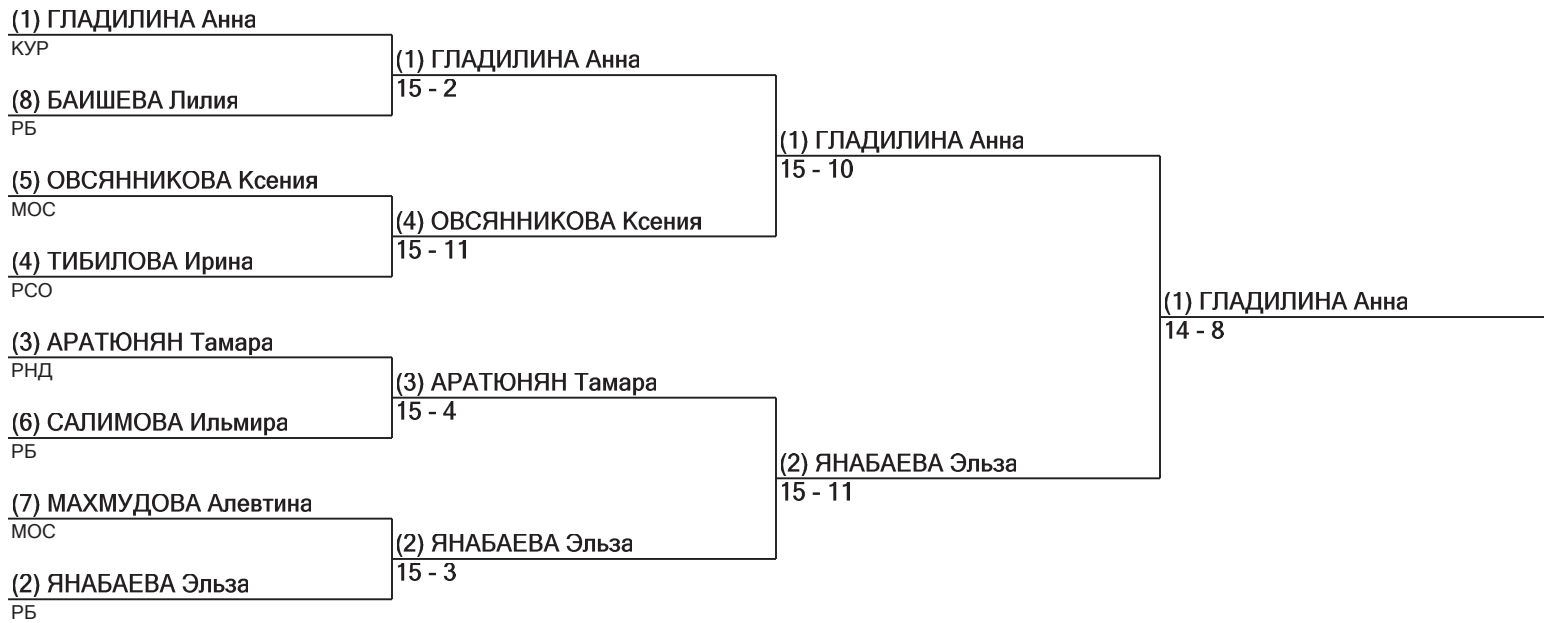 (1) ГЛАДИЛИНА Анна
КУР
(1) ГЛАДИЛИНА Анна
15 - 2
(8) БАИШЕВА Лилия
РБ
(1) ГЛАДИЛИНА Анна
15 - 10
(5) ОВСЯННИКОВА Ксения
МОС
(4) ОВСЯННИКОВА Ксения
15 - 11
(4) ТИБИЛОВА Ирина
РСО
(1) ГЛАДИЛИНА Анна
14 - 8
(3) АРАТЮНЯН Тамара
РНД
(3) АРАТЮНЯН Тамара
15 - 4
(6) САЛИМОВА Ильмира
РБ
(2) ЯНАБАЕВА Эльза
15 - 11
(7) МАХМУДОВА Алевтина
МОС
(2) ЯНАБАЕВА Эльза
15 - 3
(2) ЯНАБАЕВА Эльза
РБ